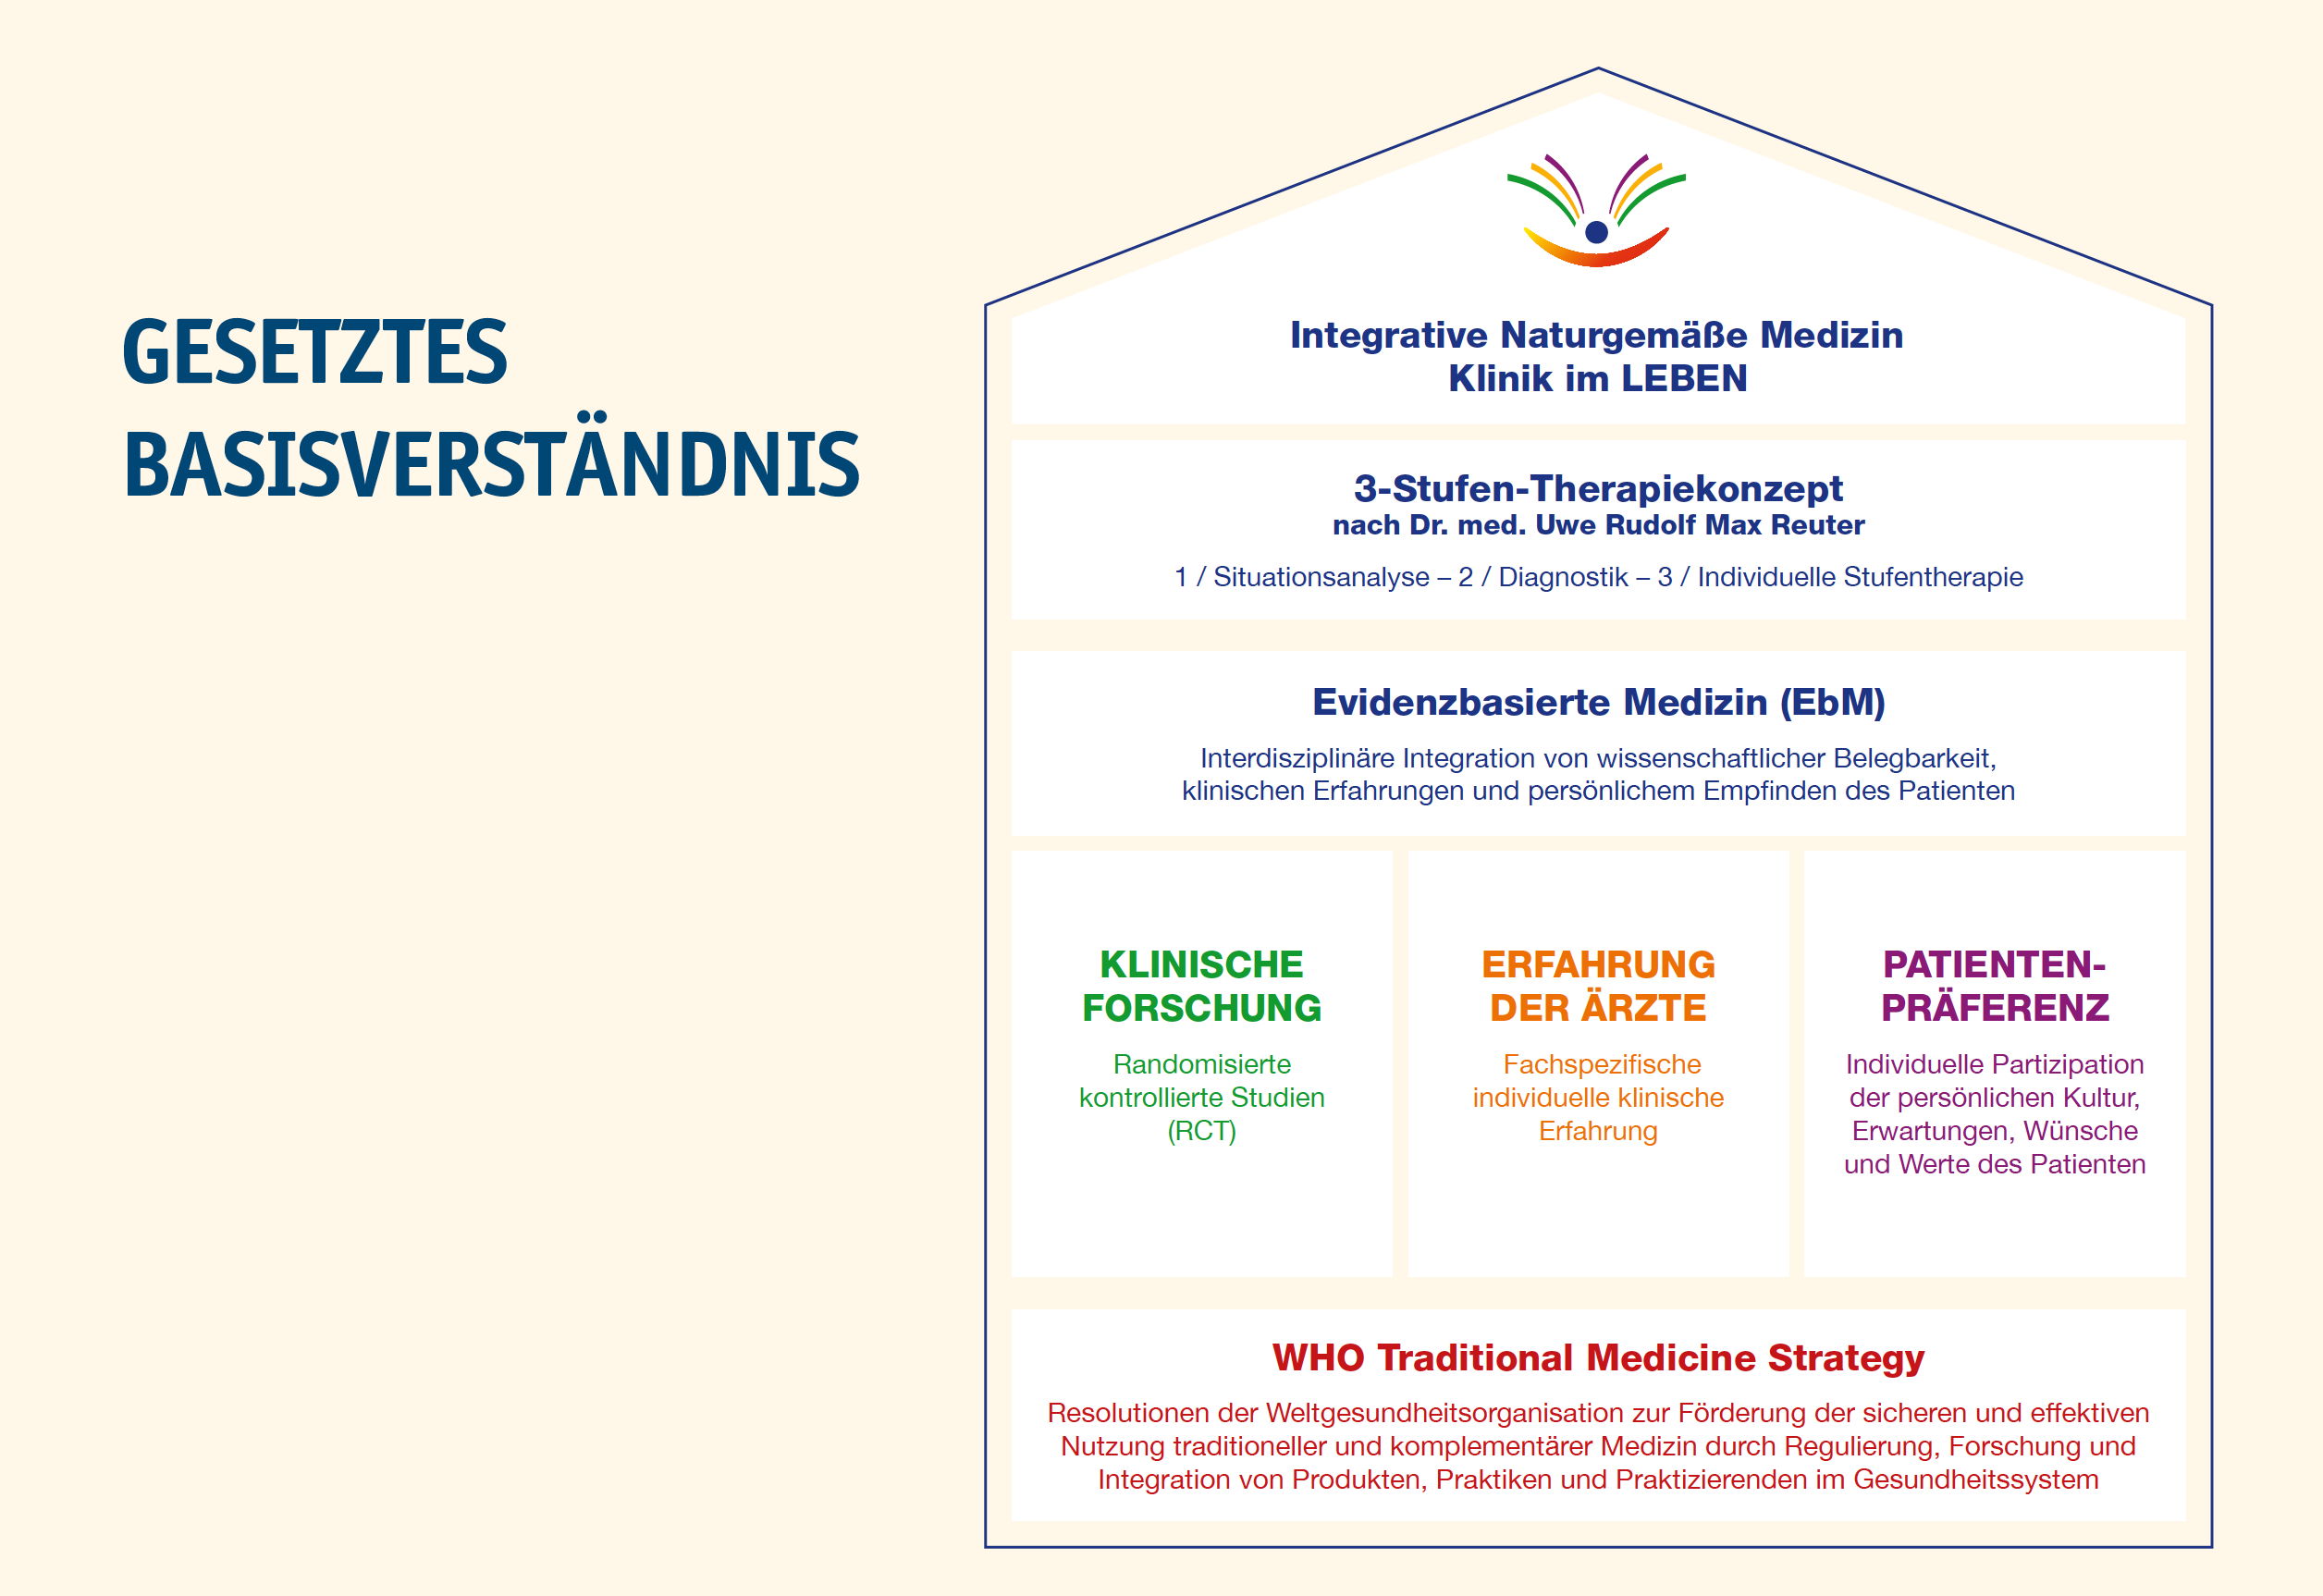 GESETZTES
BASISVERSTÄNDNIS
Integrative Naturgemäße Medizin
Klinik im LEBEN
3-Stufen-Therapiekonzept
nach Dr. med. Uwe Rudolf Max Reuter
1 / Situationsanalyse – 2 / Diagnostik – 3 / Individuelle Stufentherapie
Evidenzbasierte Medizin (EbM)
Interdisziplinäre Integration von wissenschaftlicher Belegbarkeit,
klinischen Erfahrungen und persönlichem Empfinden des Patienten
KLINISCHE
FORSCHUNG
Randomisierte
kontrollierte Studien
(RCT)
ERFAHRUNG
DER ÄRZTE
Fachspezifische
individuelle klinische
Erfahrung
PATIENTEN-
PRÄFERENZ
Individuelle Partizipation
der persönlichen Kultur,
Erwartungen, Wünsche
und Werte des Patienten
WHO Traditional Medicine Strategy
Resolutionen der Weltgesundheitsorganisation zur Förderung der sicheren und effektiven
Nutzung traditioneller und komplementärer Medizin durch Regulierung, Forschung und
Integration von Produkten, Praktiken und Praktizierenden im Gesundheitssystem